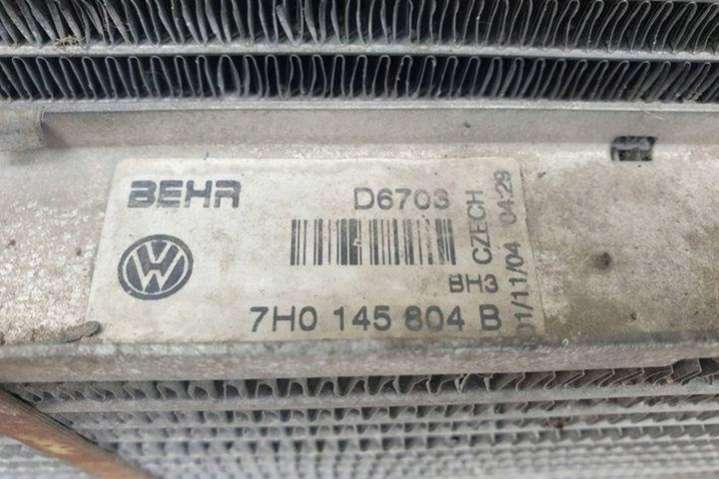 BEHR
D6703
CZECH
01/11/04 04:29
BH3
7H0 145 804 B